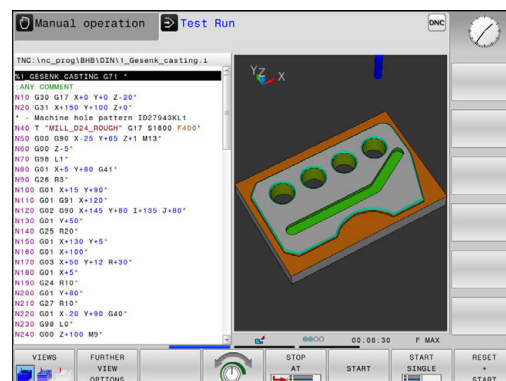 Manual operation
Test Run
DNC
TNC:\nc_prog\BHB\DIN\1_Gesenk_casting.i
%1_GESENK_CASTING G71 *
;ANY COMMENT
N10 G30 G17 X+0 Y+0 Z-20*
N20 G31 X+150 Y+100 Z+0*
* - Machine hole pattern ID27943KL1
N40 T "MILL_D24_ROUGH" G17 S1800 F400*
N50 G00 G90 X-25 Y+65 Z+1 M13*
N60 G00 Z-5*
N70 G98 L1*
N80 G01 X+5 Y+80 G41*
N90 G26 R3*
N100 G01 X+15 Y+90*
N110 G01 G91 X+120*
N120 G02 G90 X+145 Y+80 I+135 J+80*
N130 G01 Y+50*
N140 G25 R20*
N150 G01 X+130 Y+5*
N160 G01 X+100*
N170 G03 X+50 Y+12 R+30*
N180 G01 X+5*
N190 G24 R10*
N200 G01 Y+80*
N210 G27 R10*
N220 G01 X-20 Y+90 G40*
N230 G98 L0*
N240 G00 Z+100 M9*
YZ X
00:06:30 F MAX
VIEWS
FURTHER
VIEW
OPTIONS
STOP
AT
START
START
SINGLE
RESET
+
START